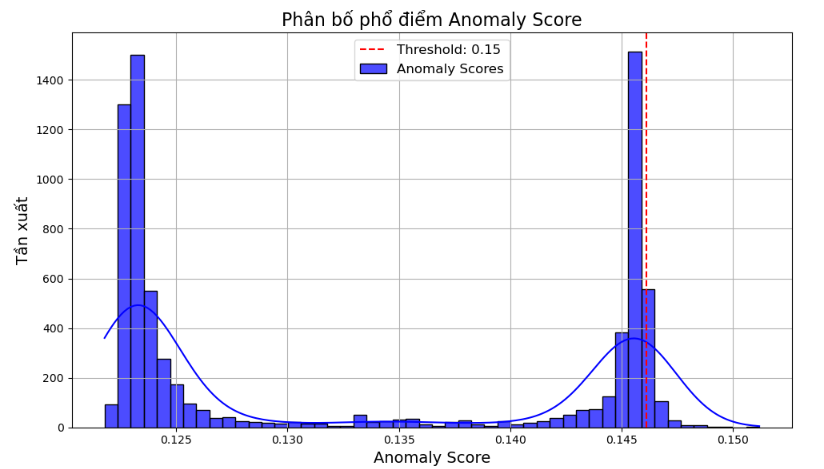 Phân bố phổ điểm Anomaly Score
Threshold: 0.15
Anomaly Scores
1400
1200
1000
800
600
400
200
0
Tần xuất
0.125 0.130 0.135 0.140 0.145 0.150
Anomaly Score